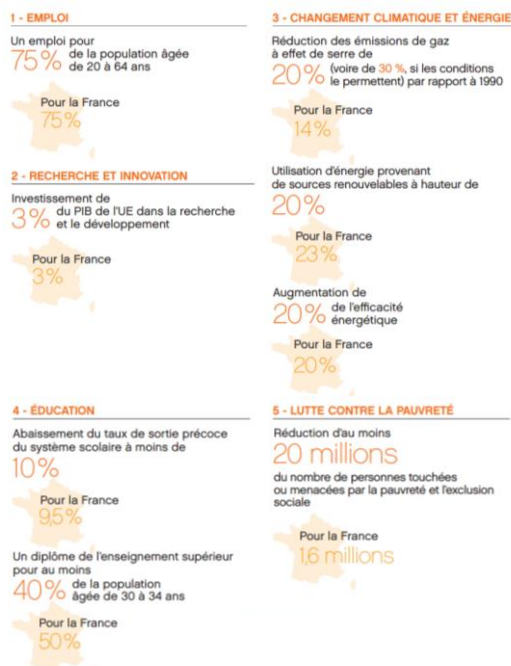 1 - EMPLOI
Un emploi pour
75% de la population âgée
de 20 à 64 ans
Pour la France
75%
2 - RECHERCHE ET INNOVATION
Investissement de
3% du PIB de l'UE dans la recherche
et le développement
Pour la France
3%
3 - CHANGEMENT CLIMATIQUE ET ÉNERGIE
Réduction des émissions de gaz
à effet de serre de
20% (voire de 30 %, si les conditions
le permettent) par rapport à 1990
Pour la France
14%
Utilisation d'énergie provenant
de sources renouvelables à hauteur de
20%
Pour la France
23%
Augmentation de
20% de l'efficacité
énergétique
Pour la France
20%
4 - ÉDUCATION
Abaissement du taux de sortie précoce
du système scolaire à moins de
10%
Pour la France
9,5%
Un diplôme de l'enseignement supérieur
pour au moins
40% de la population
âgée de 30 à 34 ans
Pour la France
50%
5 - LUTTE CONTRE LA PAUVRETÉ
Réduction d'au moins
20 millions
du nombre de personnes touchées
ou menacées par la pauvreté et l'exclusion
sociale
Pour la France
1,6 millions